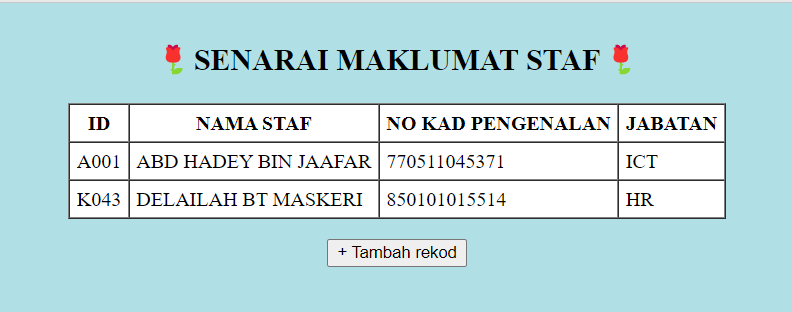 🌹 SENARAI MAKLUMAT STAF 🌹
ID NAMA STAF NO KAD PENGENALAN JABATAN
A001 ABD HADEY BIN JAAFAR 770511045371 ICT
K043 DELAILAH BT MASKERI 850101015514 HR
+ Tambah rekod